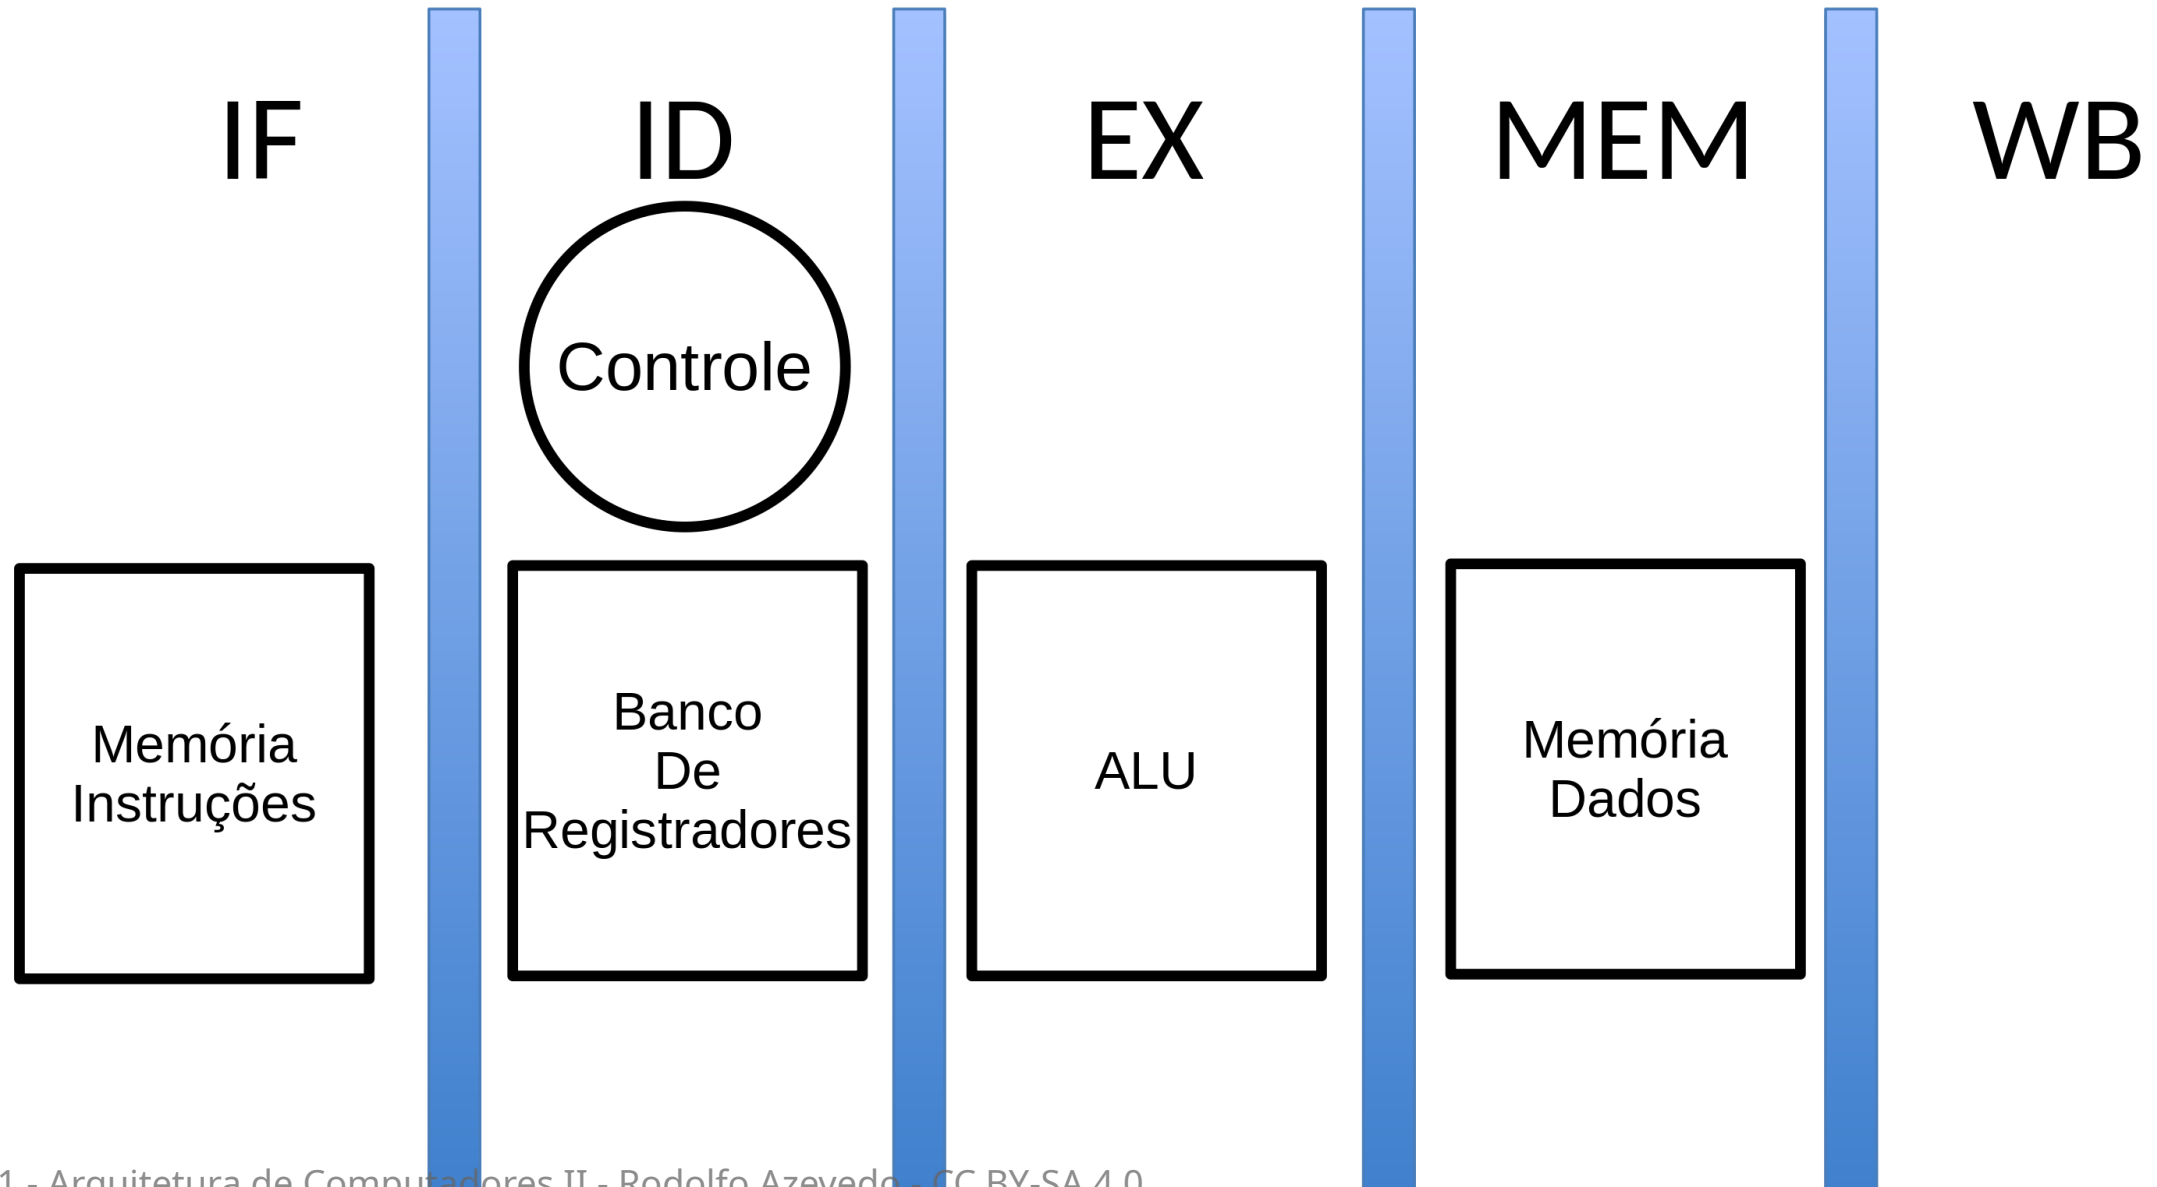 IF ID EX MEM WB
Controle
Memória
Instruções
Banco
De
Registradores
ALU
Memória
Dados
1 - Arquitetura de Computadores II - Rodolfo Azevedo - CC BY-SA 4.0